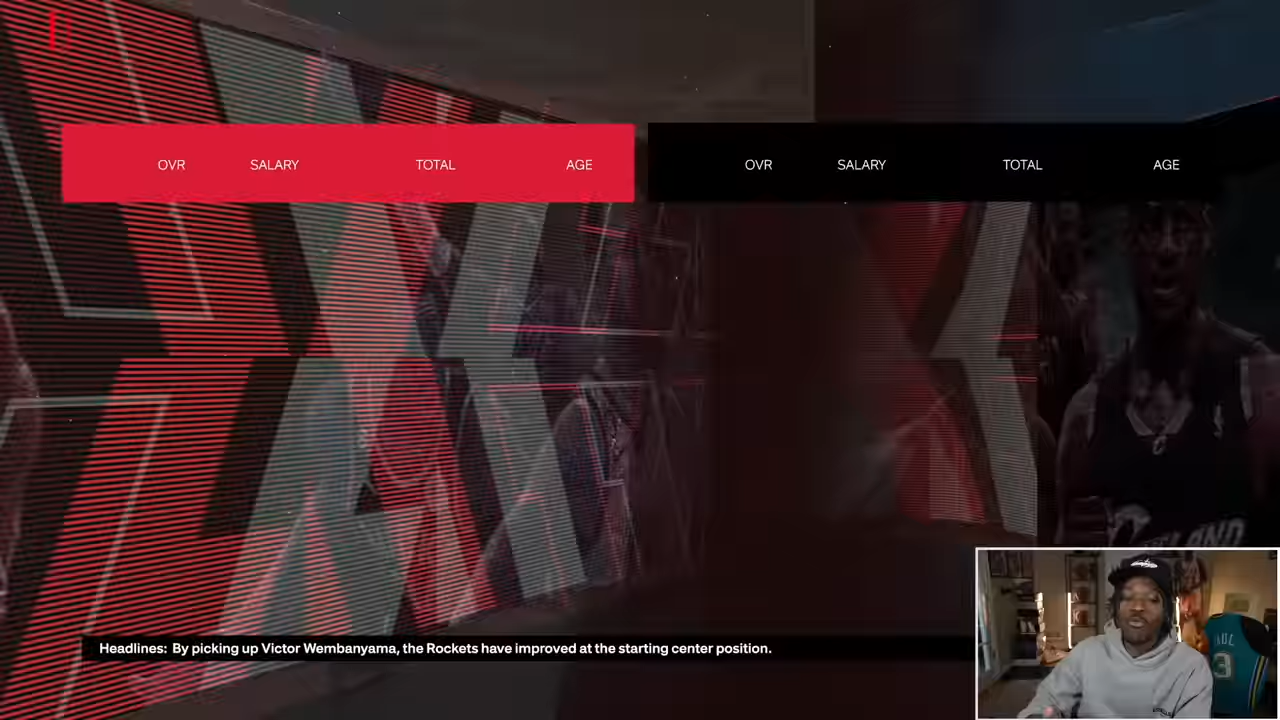 OVR SALARY TOTAL AGE OVR SALARY TOTAL AGE
Headlines: By picking up Victor Wembanyama, the Rockets have improved at the starting center position.
3